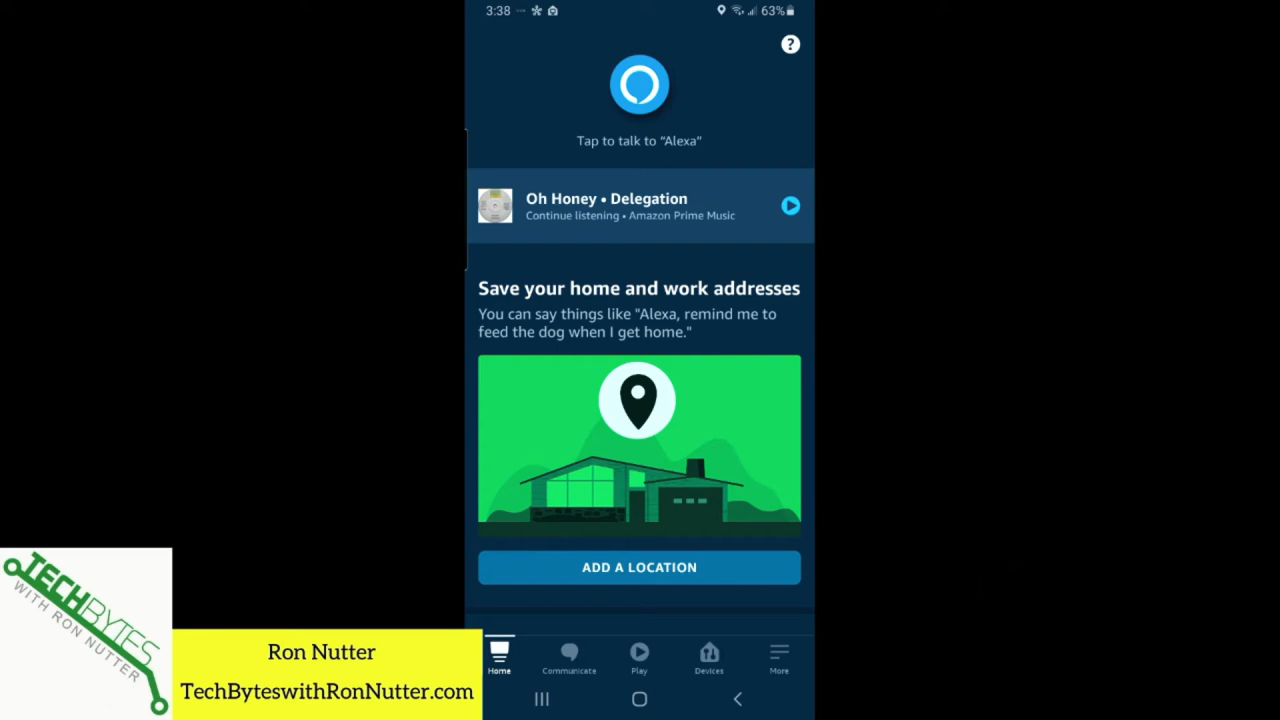 3:38
63%
?
Tap to talk to “Alexa”
Oh Honey • Delegation
Continue listening • Amazon Prime Music
Save your home and work addresses
You can say things like "Alexa, remind me to
feed the dog when I get home."
ADD A LOCATION
Home
Communicate
Play
Devices
More
TECHBYTES
WITH RON NUTTER
Ron Nutter
TechByteswithRonNutter.com